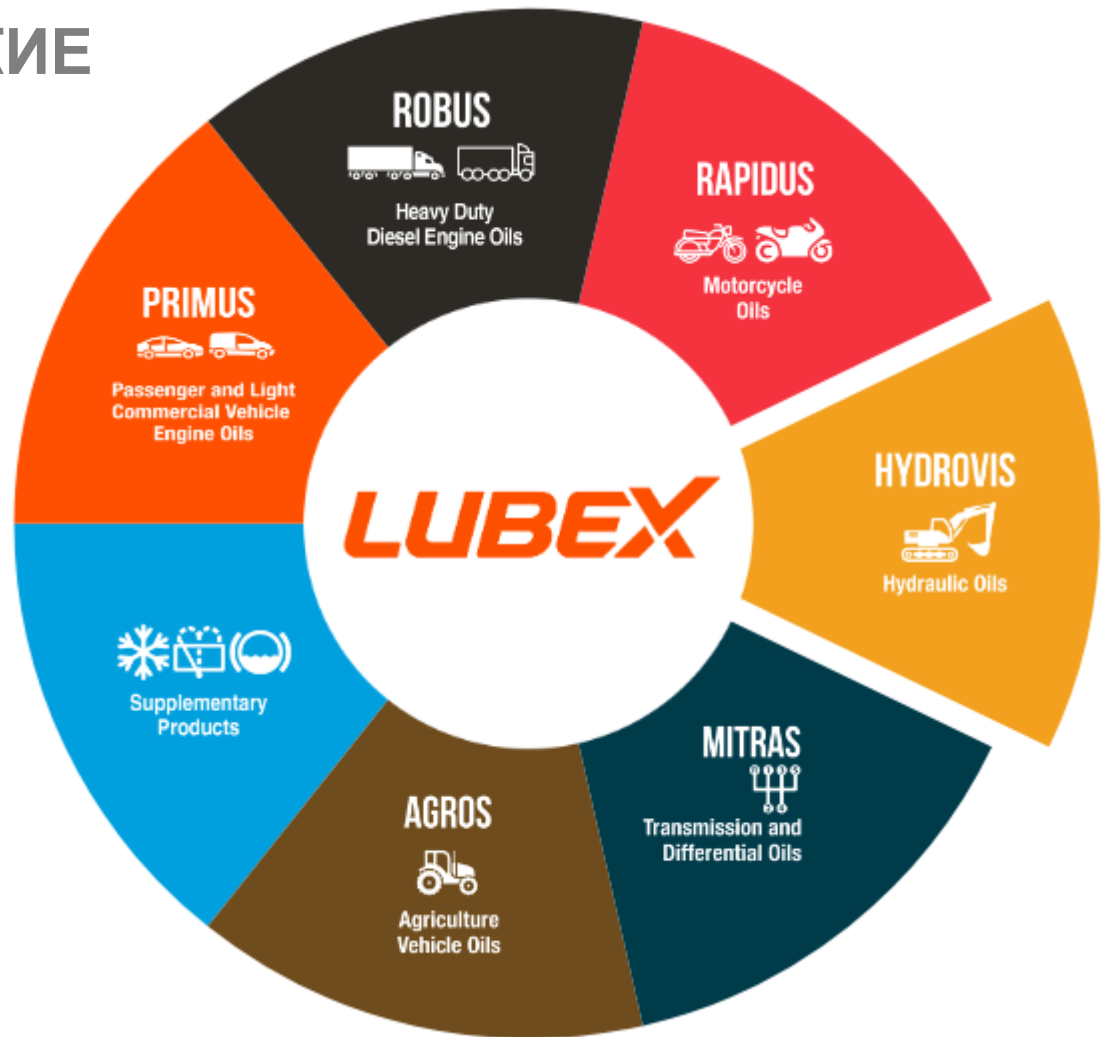 КИЕ
ROBUS
Heavy Duty
Diesel Engine Oils
RAPIDUS
Motorcycle
Oils
PRIMUS
Passenger and Light
Commercial Vehicle
Engine Oils
HYDROVIS
Hydraulic Oils
LUBEX
Supplementary
Products
MITRAS
Transmission and
Differential Oils
AGROS
Agriculture
Vehicle Oils